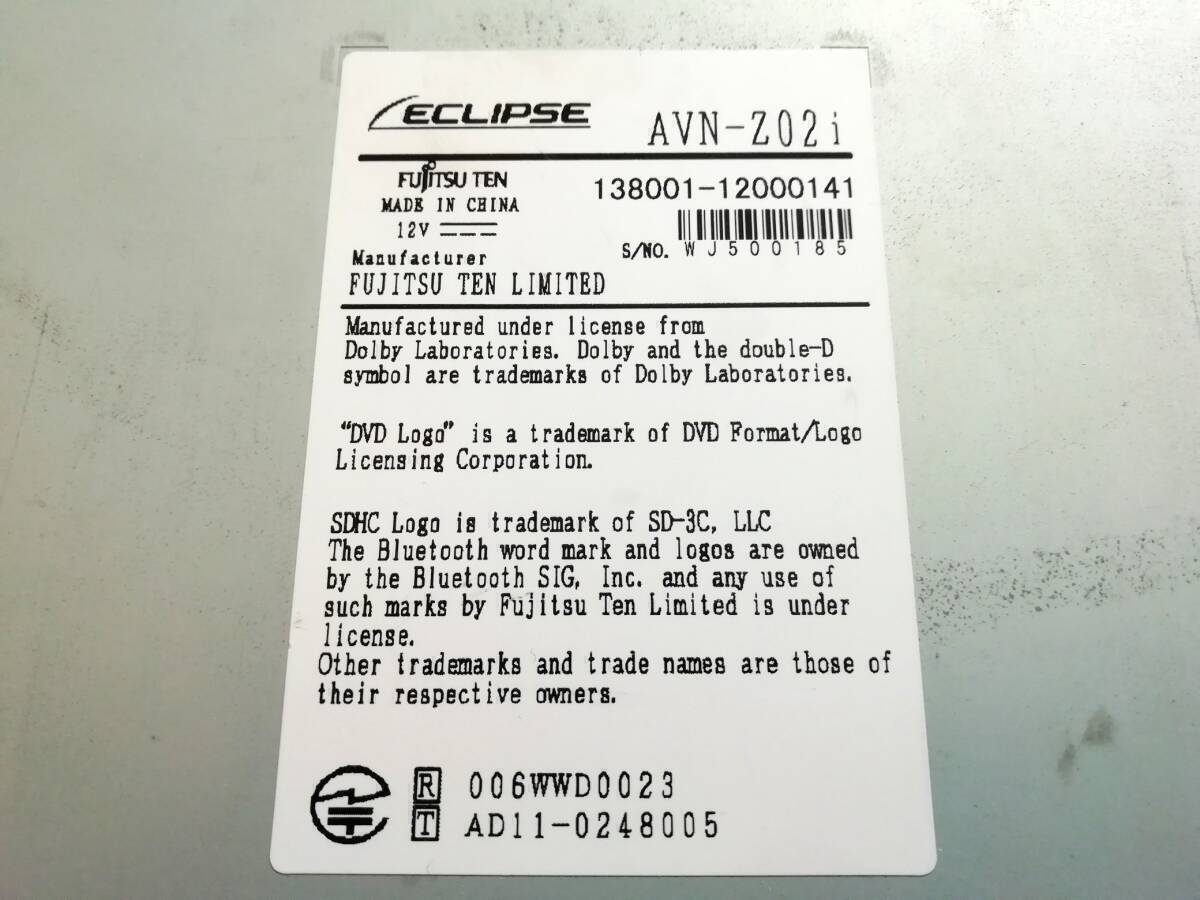 ECLIPSE AVN-Z02i
FUJITSU TEN
MADE IN CHINA
12V
138001-12000141
S/NO. WJ500185
Manufacturer
FUJITSU TEN LIMITED
Manufactured under license from
Dolby Laboratories. Dolby and the double-D
symbol are trademarks of Dolby Laboratories.
“DVD Logo” is a trademark of DVD Format/Logo
Licensing Corporation.
SDHC Logo is trademark of SD-3C, LLC
The Bluetooth word mark and logos are owned
by the Bluetooth SIG, Inc. and any use of
such marks by Fujitsu Ten Limited is under
license.
Other trademarks and trade names are those of
their respective owners.
R 006WWD0023
T AD11-0248005